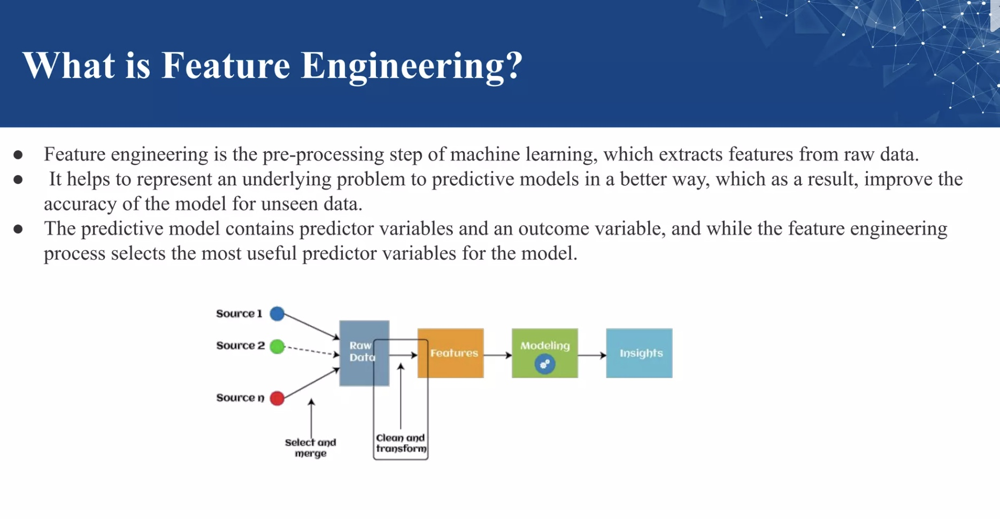 What is Feature Engineering?
● Feature engineering is the pre-processing step of machine learning, which extracts features from raw data.
● It helps to represent an underlying problem to predictive models in a better way, which as a result, improve the
accuracy of the model for unseen data.
● The predictive model contains predictor variables and an outcome variable, and while the feature engineering
process selects the most useful predictor variables for the model.
Source 1
Source 2
Source n
Select and
merge
Raw
Data
Clean and
transform
Features
Modeling
Insights